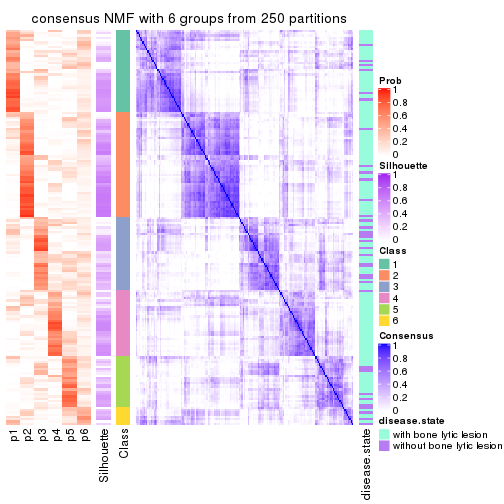 consensus NMF with 6 groups from 250 partitions
p1
p2
p3
p4
p5
p6
Silhouette
Class
disease.state
Prob
1
0.8
0.6
0.4
0.2
0
Silhouette
1
0.8
0.6
0.4
0.2
0
Class
1
2
3
4
5
6
Consensus
1
0.8
0.6
0.4
0.2
0
disease.state
with bone lytic lesion
without bone lytic lesion